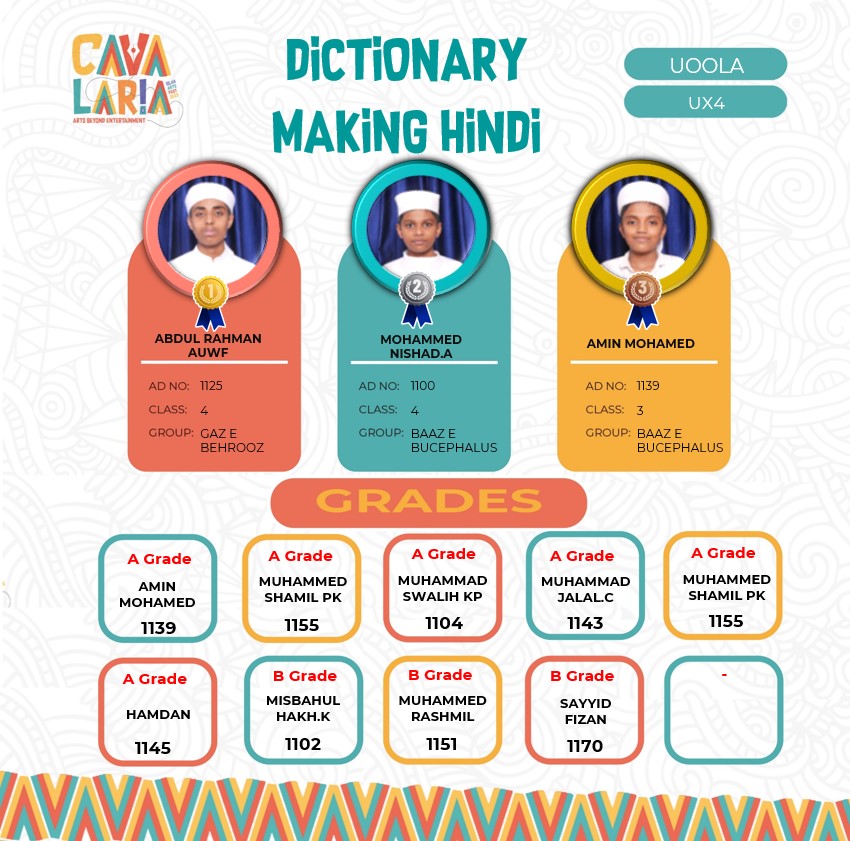 CAVA
LARIA
ARTS BEYOND ENTERTAINMENT
DiCTiONARY
MAKiNG HiNDi
UOOLA
UX4
1
2
3
ABDUL RAHMAN
AUWF
AD NO: 1125
CLASS: 4
GROUP: GAZ E
BEHROOZ
MOHAMMED
NISHAD.A
AD NO: 1100
CLASS: 4
GROUP: BAAZ E
BUCEPHALUS
AMIN MOHAMED
AD NO: 1139
CLASS: 3
GROUP: BAAZ E
BUCEPHALUS
GRADES
A Grade
AMIN
MOHAMED
1139
A Grade
MUHAMMED
SHAMIL PK
1155
A Grade
MUHAMMAD
SWALIH KP
1104
A Grade
MUHAMMAD
JALAL.C
1143
A Grade
MUHAMMED
SHAMIL PK
1155
A Grade
HAMDAN
1145
B Grade
MISBAHUL
HAKH.K
1102
B Grade
MUHAMMED
RASHMIL
1151
B Grade
SAYYID
FIZAN
1170
-